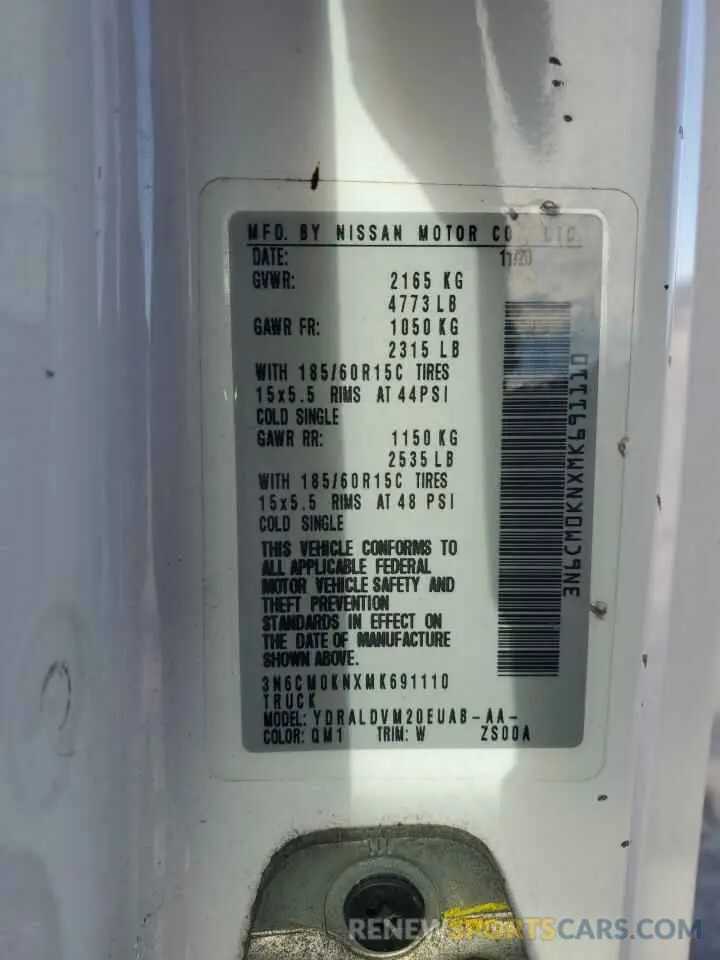 MFD. BY NISSAN MOTOR CO., LTD.
DATE: 11/20
GVWR: 2165 KG
4773 LB
GAWR FR: 1050 KG
2315 LB
WITH 185/60R15C TIRES
15x5.5 RIMS AT 44PSI
COLD SINGLE
GAWR RR: 1150 KG
2535 LB
WITH 185/60R15C TIRES
15x5.5 RIMS AT 48 PSI
COLD SINGLE
THIS VEHICLE CONFORMS TO
ALL APPLICABLE FEDERAL
MOTOR VEHICLE SAFETY AND
THEFT PREVENTION
STANDARDS IN EFFECT ON
THE DATE OF MANUFACTURE
SHOWN ABOVE.
3N6CM0KNXMK691110
TRUCK
MODEL: YDRALDVM20EUAB-AA-
COLOR: QM1 TRIM: W ZS00A
3N6CM0KNXMK691110
RENEWSPORTSCARS.COM